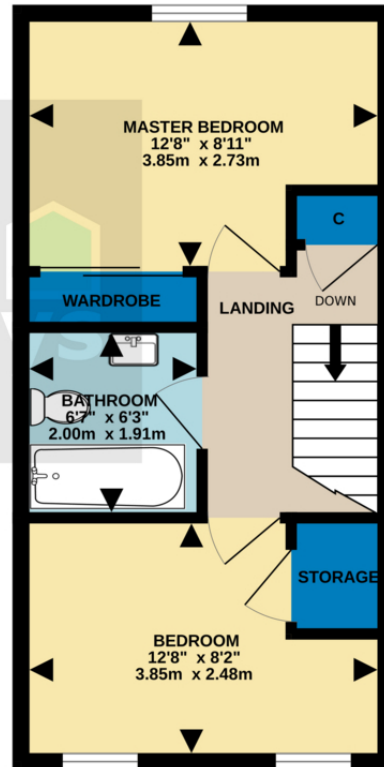 MASTER BEDROOM
12'8" x 8'11"
3.85m x 2.73m
C
WARDROBE
LANDING
DOWN
BATHROOM
6'7" x 6'3"
2.00m x 1.91m
STORAGE
BEDROOM
12'8" x 8'2"
3.85m x 2.48m